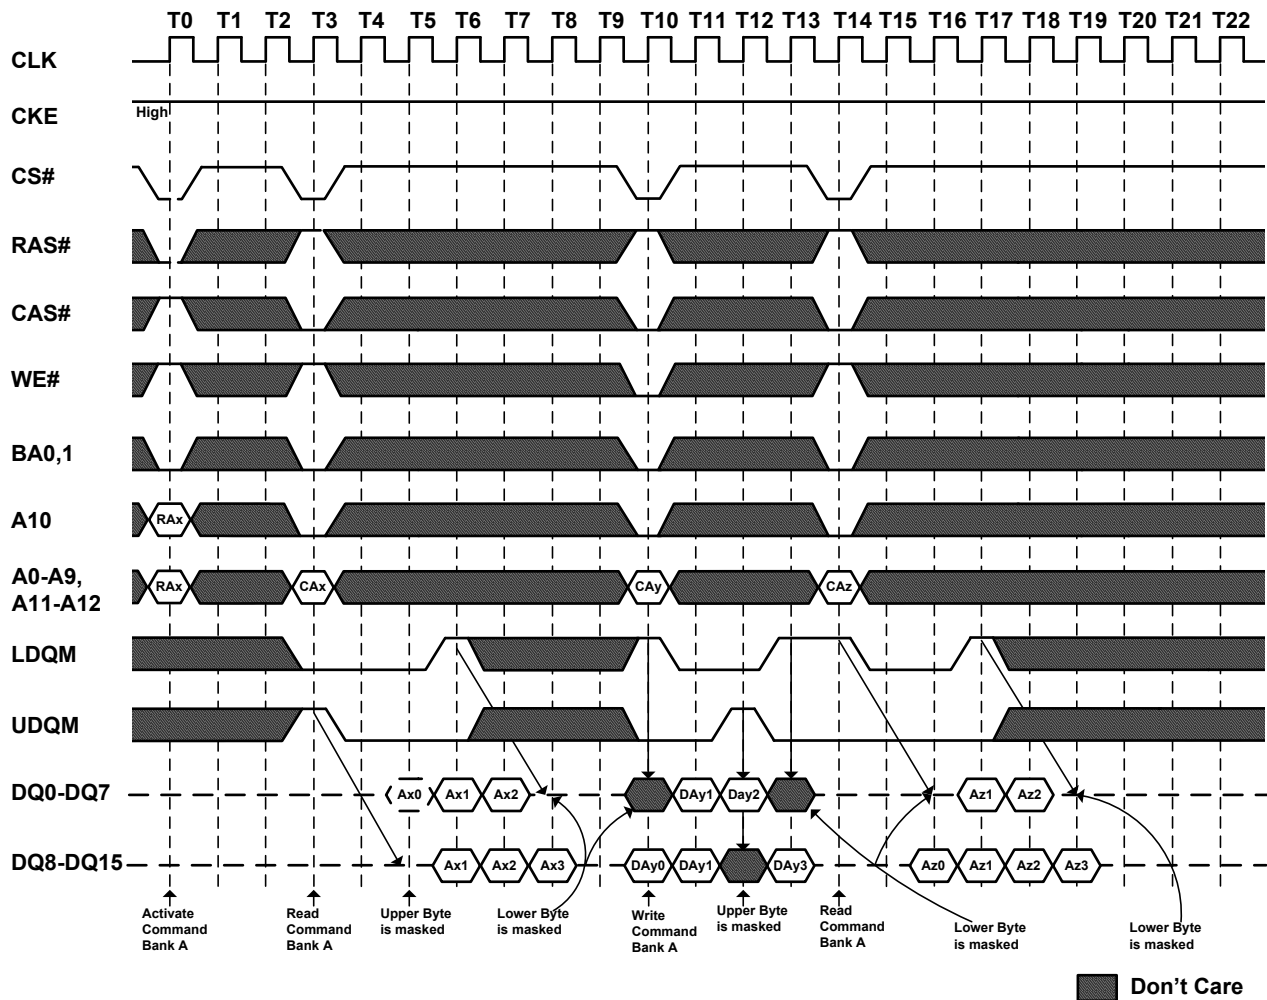 T0 T1 T2 T3 T4 T5 T6 T7 T8 T9 T10 T11 T12 T13 T14 T15 T16 T17 T18 T19 T20 T21 T22
CLK
CKE
High
CS#
RAS#
CAS#
WE#
BA0,1
A10
RAx
A0-A9,
A11-A12
RAx CAx CAy CAz
LDQM
UDQM
DQ0-DQ7
Ax0 Ax1 Ax2 DAy1 Day2 Az1 Az2
DQ8-DQ15
Ax1 Ax2 Ax3 DAy0 DAy1 DAy3 Az0 Az1 Az2 Az3
Activate
Command
Bank A
Read
Command
Bank A
Upper Byte
is masked
Lower Byte
is masked
Write
Command
Bank A
Upper Byte
is masked
Read
Command
Bank A
Lower Byte
is masked
Lower Byte
is masked
Don't Care